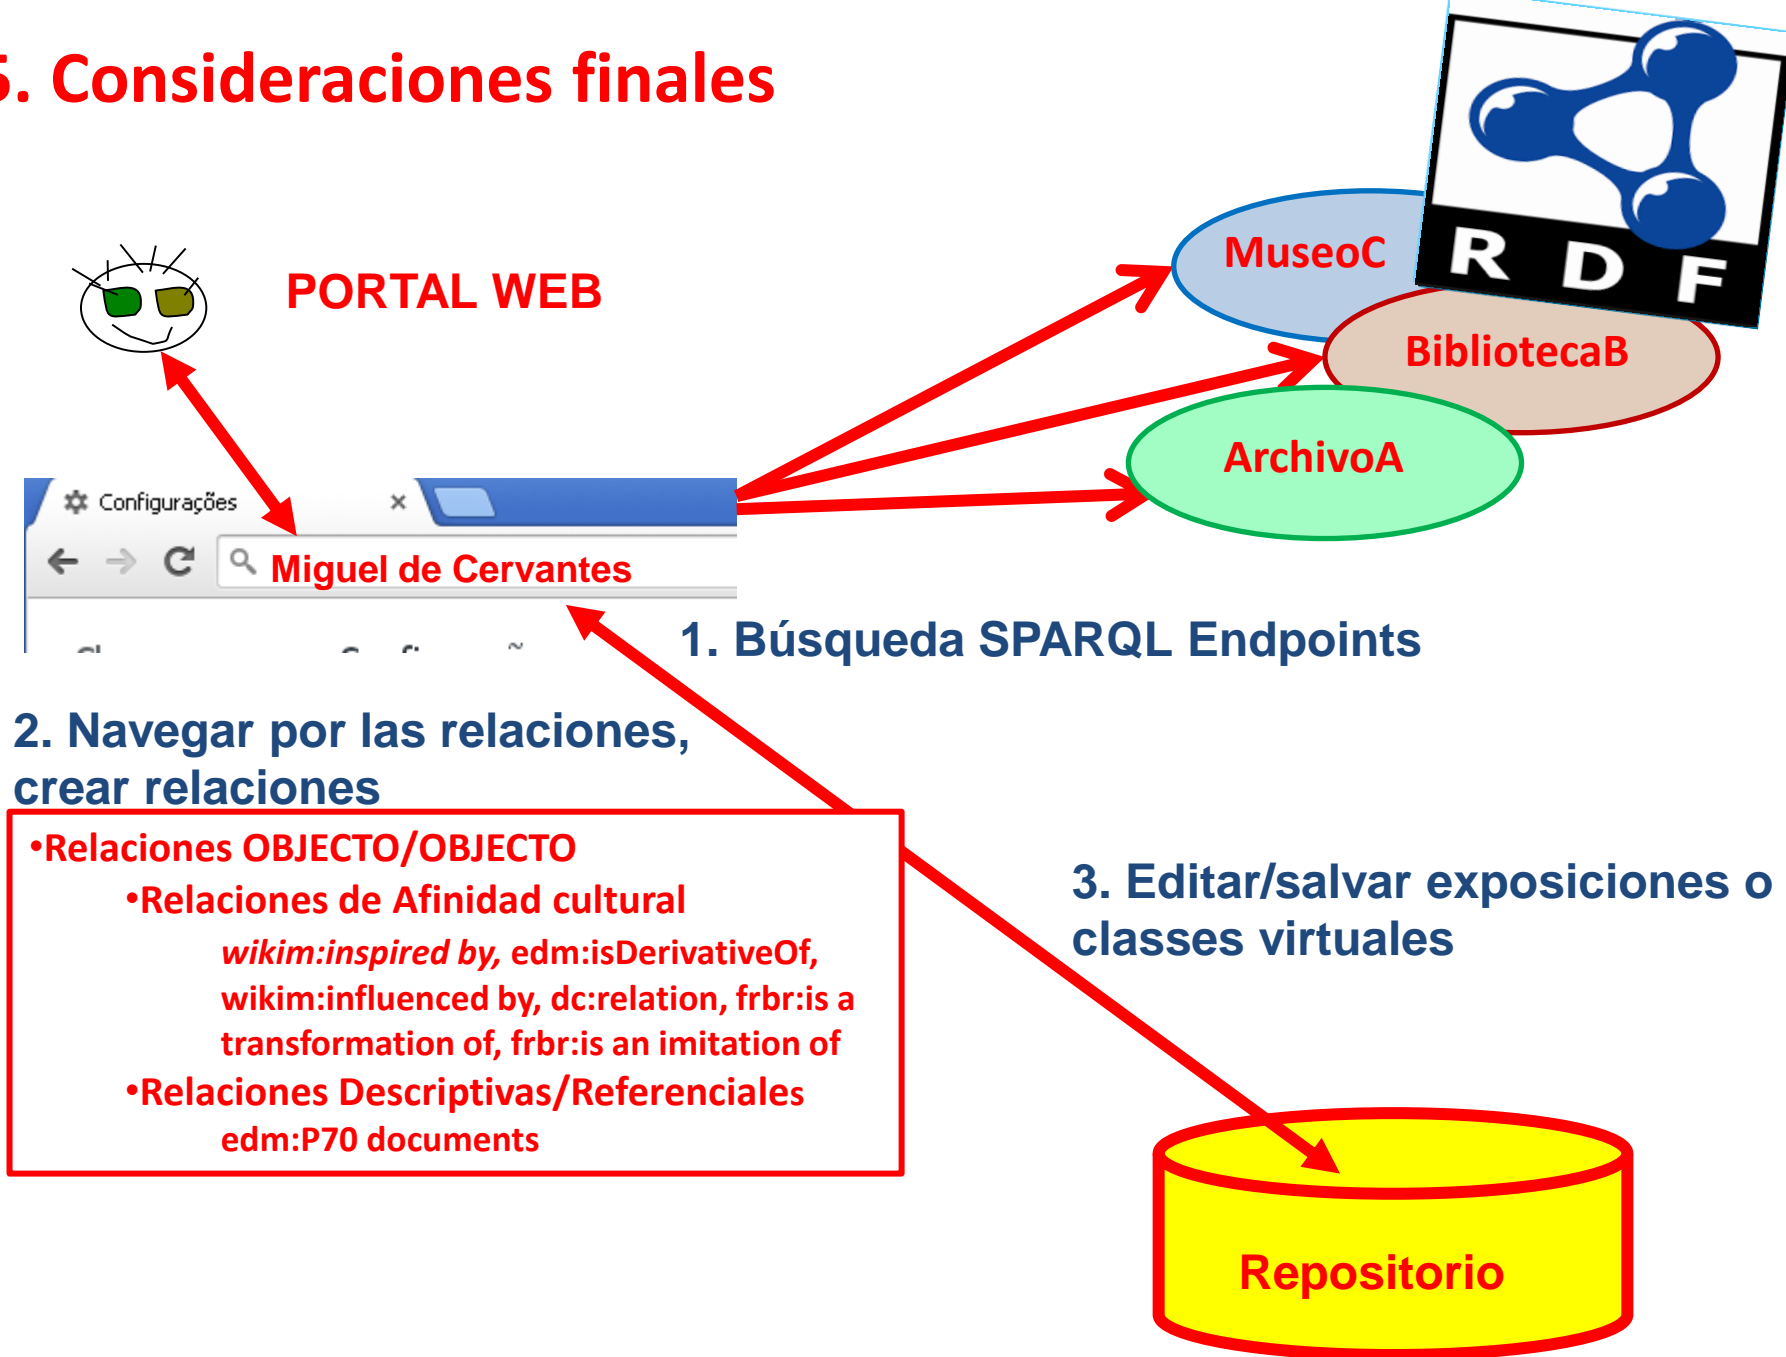 5. Consideraciones finales
R D F
MuseoC
PORTAL WEB
BibliotecaB
ArchivoA
Configurações
Miguel de Cervantes
1. Búsqueda SPARQL Endpoints
2. Navegar por las relaciones,
crear relaciones
•Relaciones OBJECTO/OBJECTO
•Relaciones de Afinidad cultural
wikim:inspired by, edm:isDerivativeOf,
wikim:influenced by, dc:relation, frbr:is a
transformation of, frbr:is an imitation of
•Relaciones Descriptivas/Referenciales
edm:P70 documents
3. Editar/salvar exposiciones o
classes virtuales
Repositorio